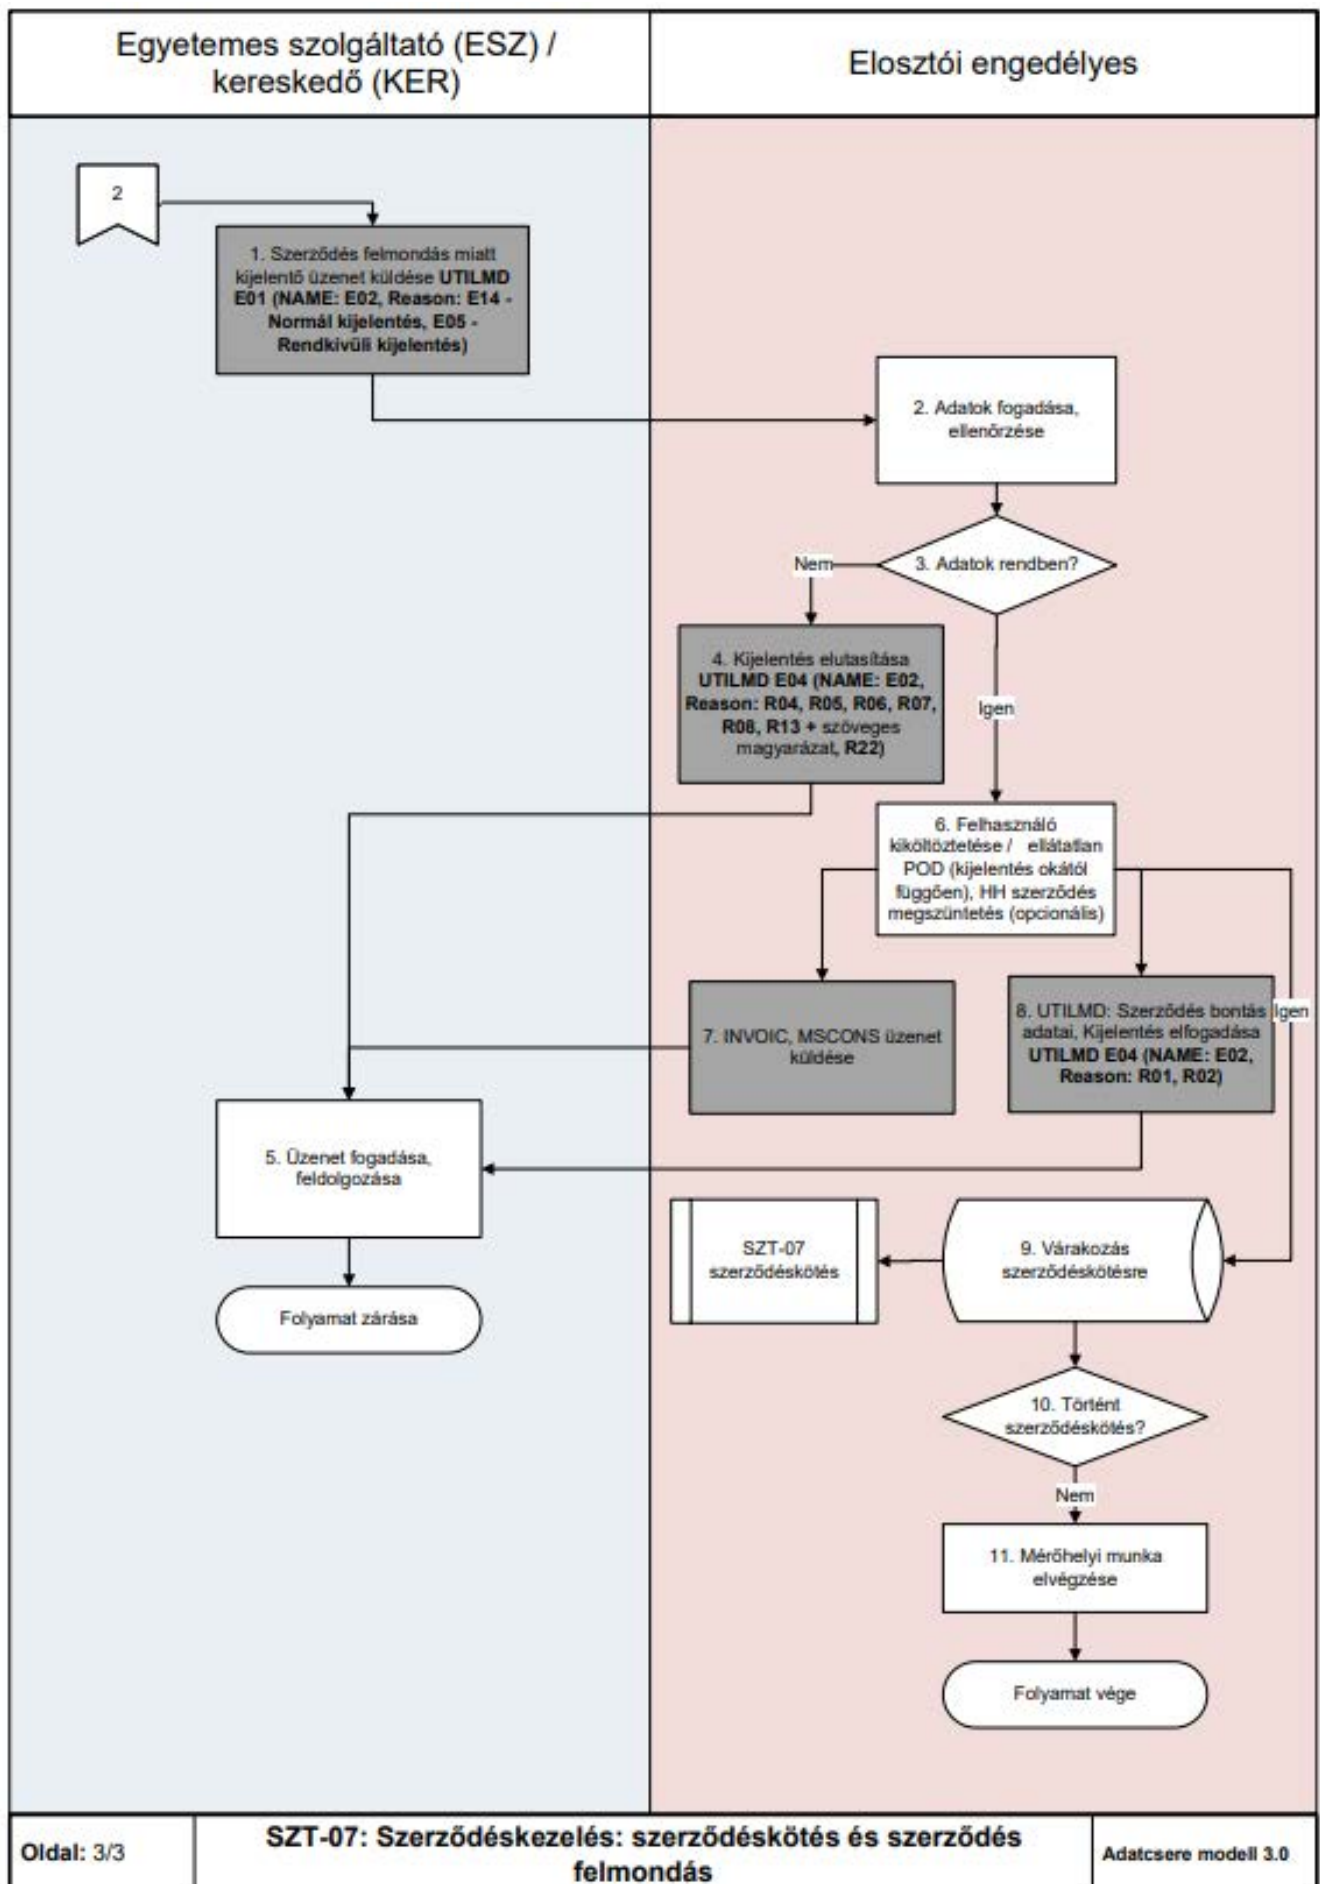 Egyetemes szolgáltató (ESZ) /
kereskedő (KER)
Elosztói engedélyes
2
1. Szerződés felmondás miatt
kijelentő üzenet küldése UTILMD
E01 (NAME: E02, Reason: E14 -
Normál kijelentés, E05 -
Rendkívüli kijelentés)
2. Adatok fogadása,
ellenőrzése
3. Adatok rendben?
Nem
4. Kijelentés elutasítása
UTILMD E04 (NAME: E02,
Reason: R04, R05, R06, R07,
R08, R13 + szöveges
magyarázat, R22)
Igen
6. Felhasználó
kiköltöztetése / ellátatlan
POD (kijelentés okától
függően), HH szerződés
megszüntetés (opcionális)
7. INVOIC, MSCONS üzenet
küldése
8. UTILMD: Szerződés bontás
adatai, Kijelentés elfogadása
UTILMD E04 (NAME: E02,
Reason: R01, R02)
Igen
5. Üzenet fogadása,
feldolgozása
SZT-07
szerződéskötés
9. Várakozás
szerződéskötésre
Folyamat zárása
10. Történt
szerződéskötés?
Nem
11. Mérőhelyi munka
elvégzése
Folyamat vége
Oldal: 3/3
SZT-07: Szerződéskezelés: szerződéskötés és szerződés
felmondás
Adatcsere modell 3.0